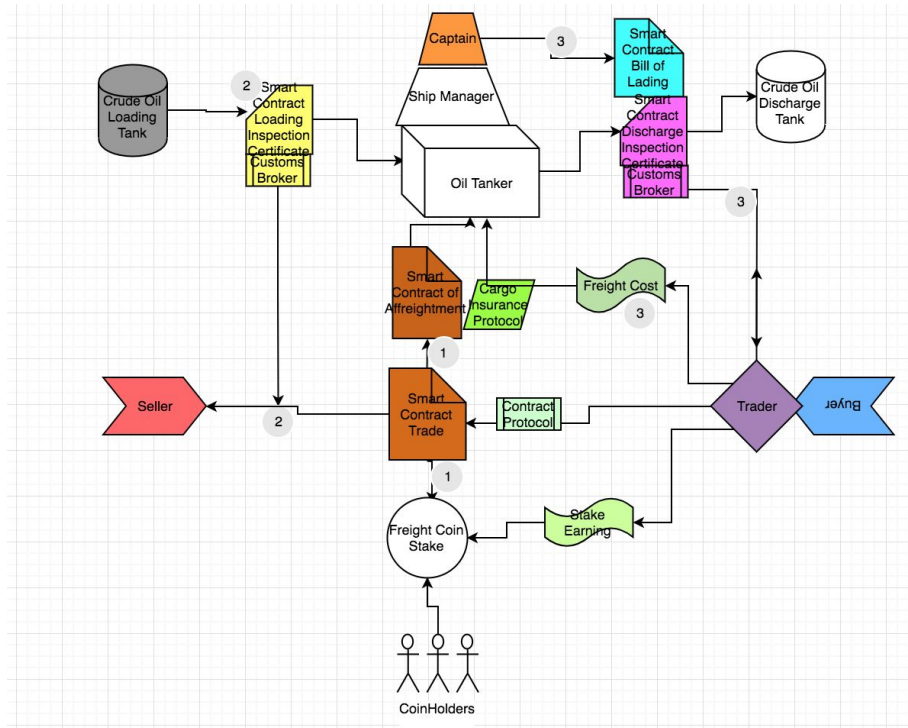 Captain
3
Smart
Contract
Bill of
Lading
2
Crude Oil
Loading
Tank
Smart
Contract
Loading
Inspection
Certificate
Customs
Broker
Ship Manager
Crude Oil
Discharge
Tank
Smart
Contract
Discharge
Inspection
Certificate
Customs
Broker
Oil Tanker
3
Smart
Contract of
Affreightment
Cargo
Insurance
Protocol
Freight Cost
3
1
Seller
2
Smart
Contract
Trade
Contract
Protocol
Trader
Buyer
1
Freight Coin
Stake
Stake
Earning
CoinHolders